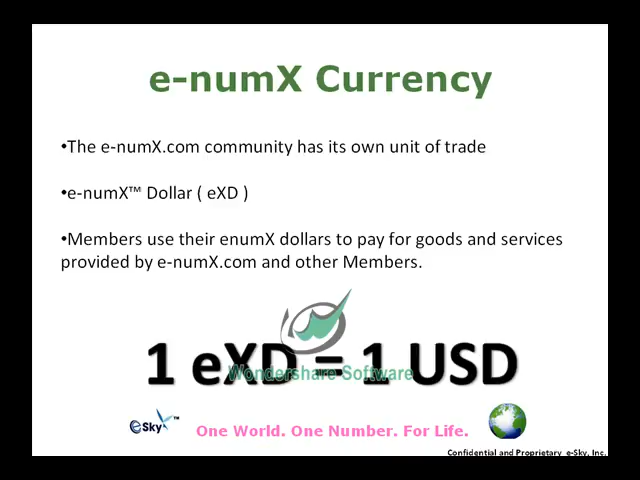 e-numX Currency
•The e-numX.com community has its own unit of trade
•e-numX™ Dollar ( eXD )
•Members use their enumX dollars to pay for goods and services
provided by e-numX.com and other Members.
1 eXD = 1 USD
Wondershare Software
eSky™
One World. One Number. For Life.
Confidential and Proprietary e-Sky, Inc.